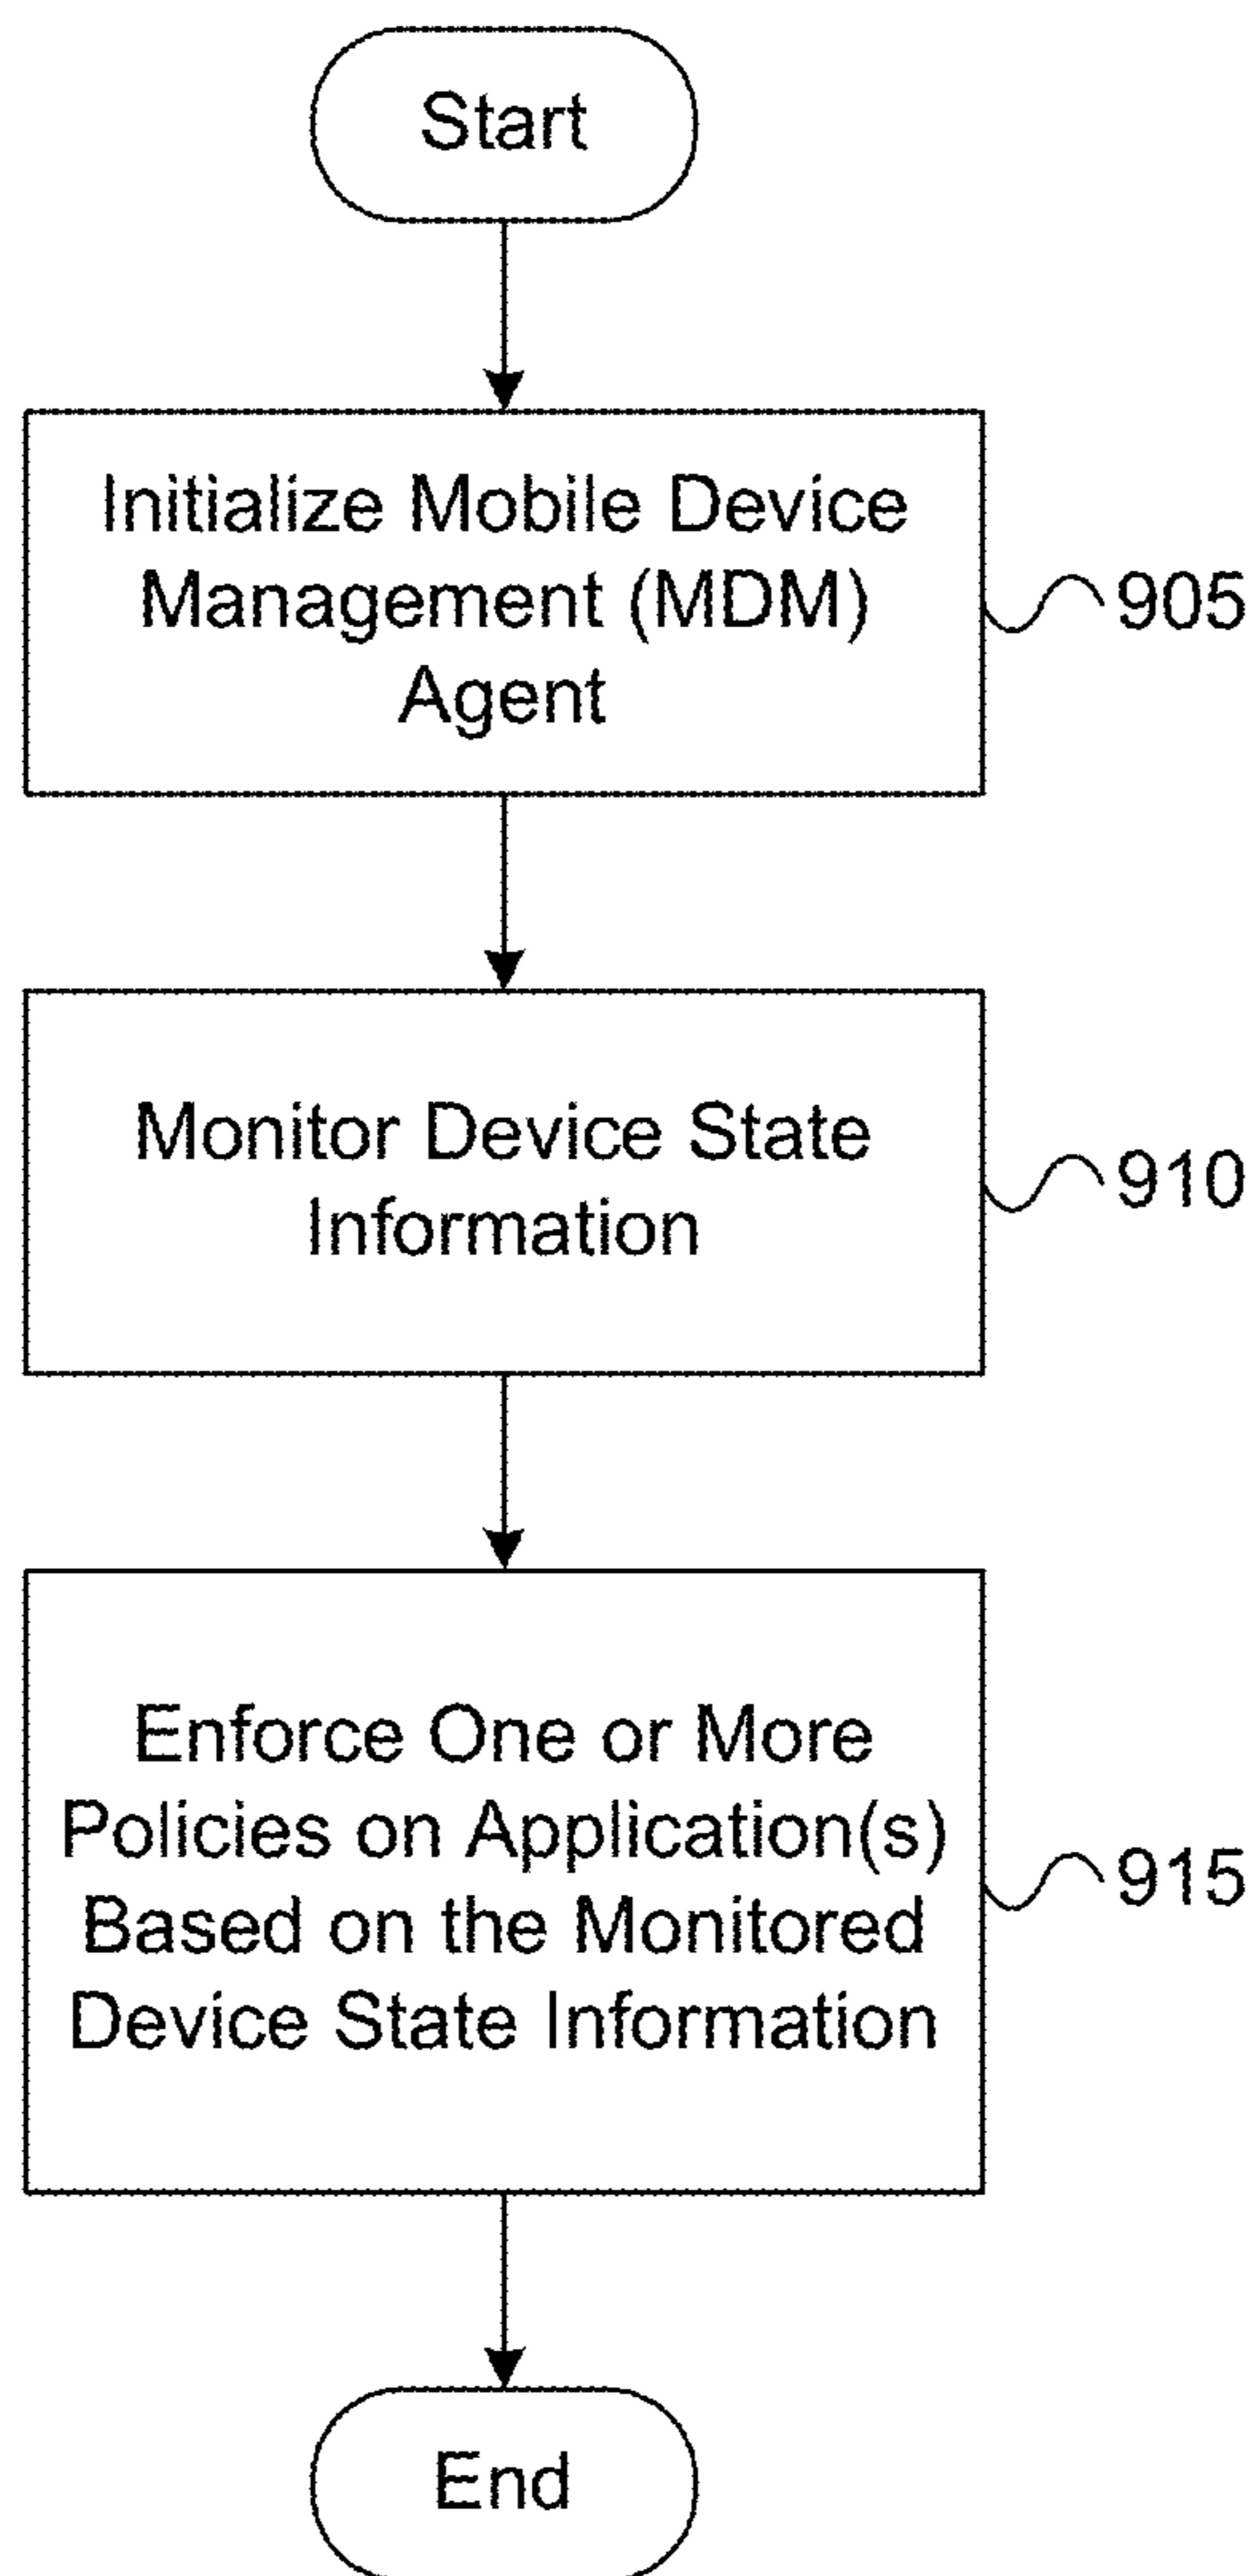 Start
Initialize Mobile Device
Management (MDM)
Agent
905
Monitor Device State
Information
910
Enforce One or More
Policies on Application(s)
Based on the Monitored
Device State Information
915
End